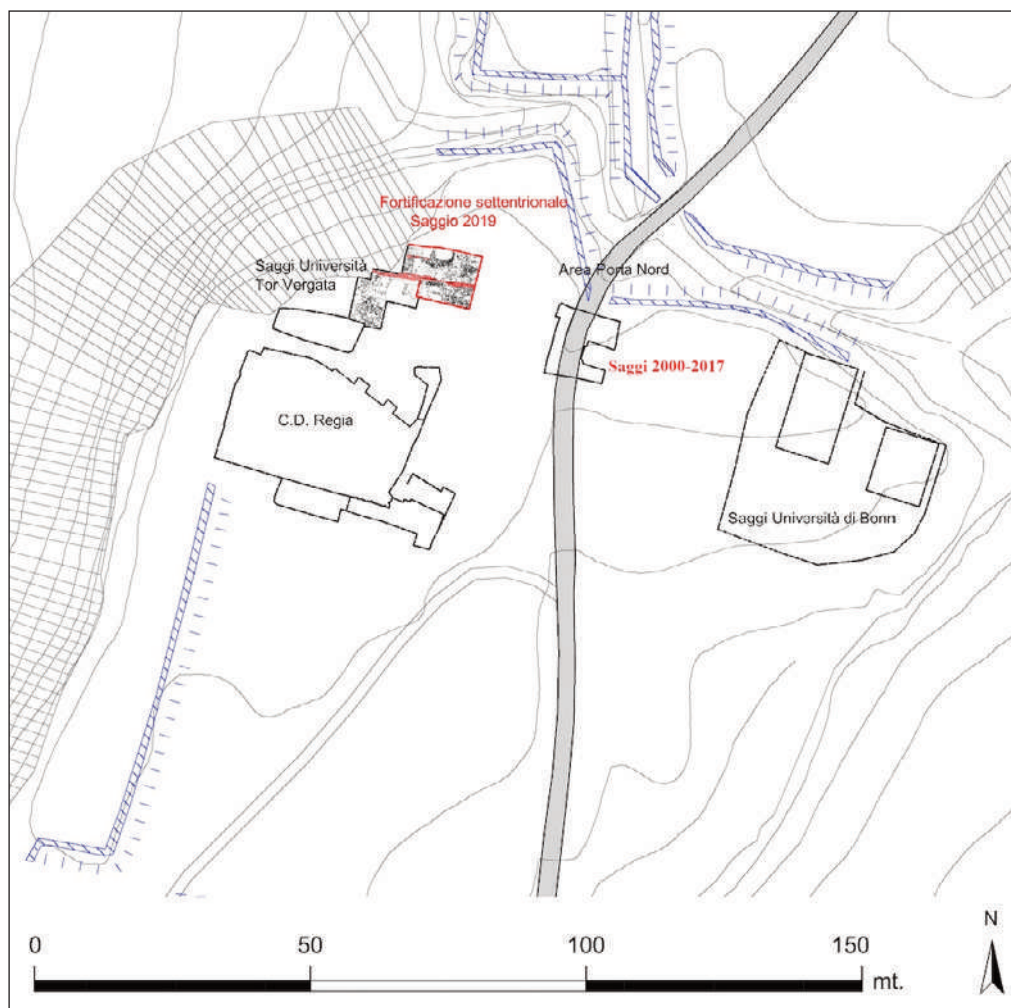 Fortificazione settentrionale
Saggio 2019
Saggi Università
Tor Vergata
Area Porta Nord
Saggi 2000-2017
C.D. Regia
Saggi Università di Bonn
N
0 50 100 150
mt.